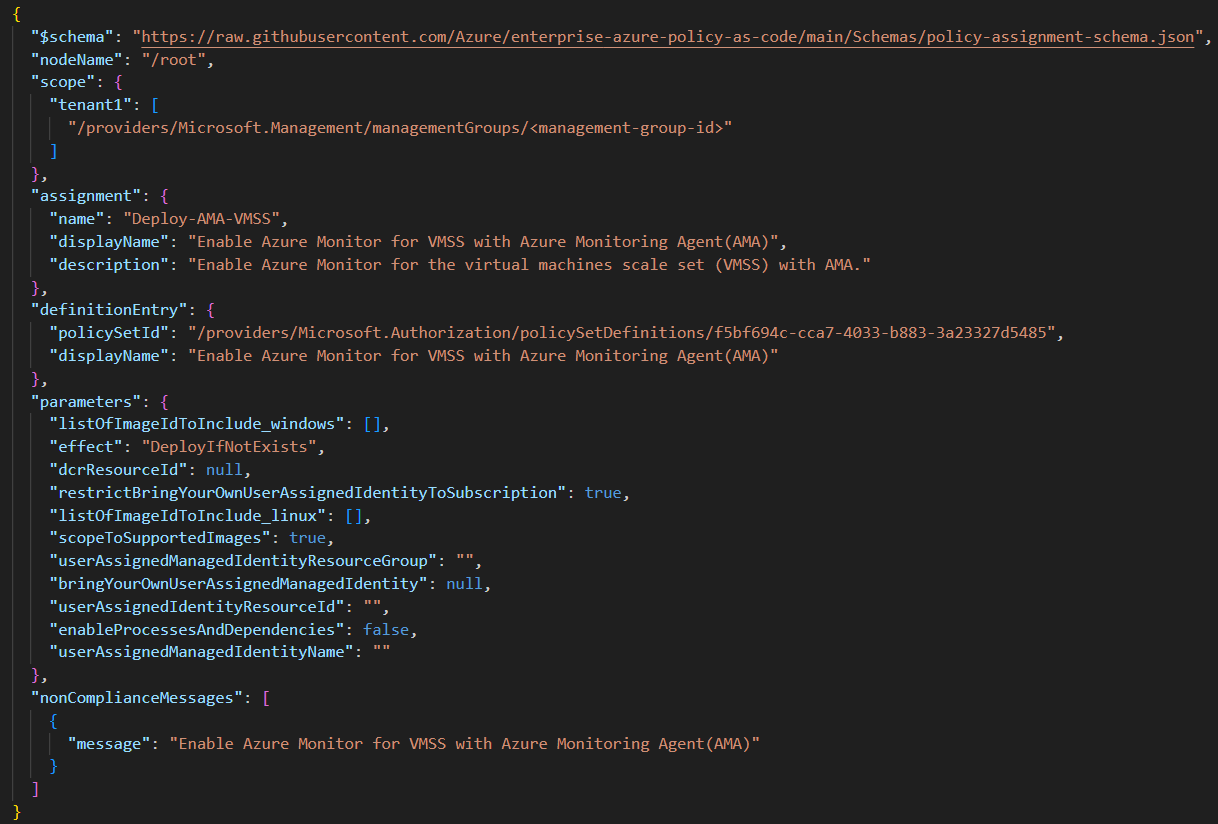 {
"$schema": "https://raw.githubusercontent.com/Azure/enterprise-azure-policy-as-code/main/Schemas/policy-assignment-schema.json",
"nodeName": "/root",
"scope": {
"tenant1": [
"/providers/Microsoft.Management/managementGroups/<management-group-id>"
]
},
"assignment": {
"name": "Deploy-AMA-VMSS",
"displayName": "Enable Azure Monitor for VMSS with Azure Monitoring Agent(AMA)",
"description": "Enable Azure Monitor for the virtual machines scale set (VMSS) with AMA."
},
"definitionEntry": {
"policySetId": "/providers/Microsoft.Authorization/policySetDefinitions/f5bf694c-cca7-4033-b883-3a23327d5485",
"displayName": "Enable Azure Monitor for VMSS with Azure Monitoring Agent(AMA)"
},
"parameters": {
"listOfImageIdToInclude_windows": [],
"effect": "DeployIfNotExists",
"dcrResourceId": null,
"restrictBringYourOwnUserAssignedIdentityToSubscription": true,
"listOfImageIdToInclude_linux": [],
"scopeToSupportedImages": true,
"userAssignedManagedIdentityResourceGroup": "",
"bringYourOwnUserAssignedManagedIdentity": null,
"userAssignedIdentityResourceId": "",
"enableProcessesAndDependencies": false,
"userAssignedManagedIdentityName": ""
},
"nonComplianceMessages": [
{
"message": "Enable Azure Monitor for VMSS with Azure Monitoring Agent(AMA)"
}
]
}